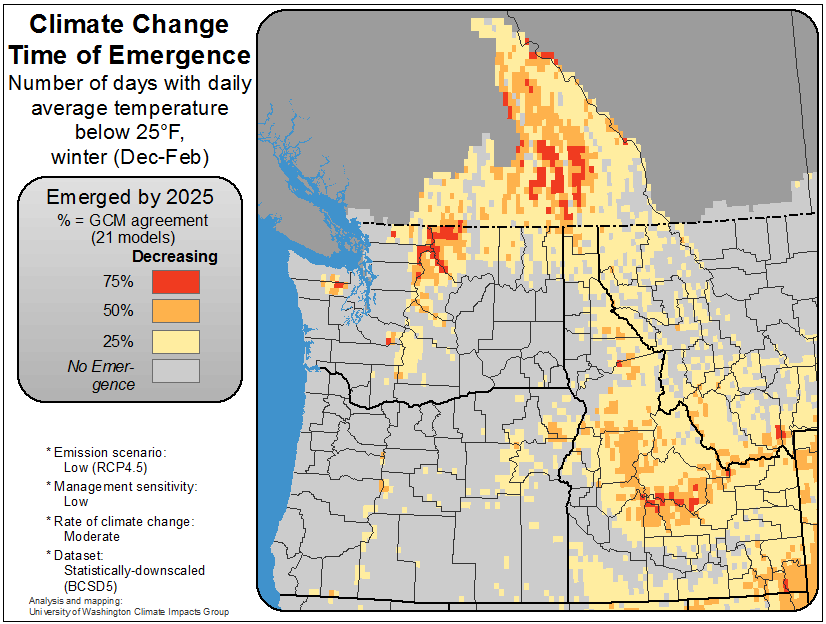 Climate Change
Time of Emergence
Number of days with daily
average temperature
below 25°F,
winter (Dec-Feb)
Emerged by 2025
% = GCM agreement
(21 models)
Decreasing
75%
50%
25%
No Emer-
gence
* Emission scenario:
Low (RCP4.5)
* Management sensitivity:
Low
* Rate of climate change:
Moderate
* Dataset:
Statistically-downscaled
(BCSD5)
Analysis and mapping:
University of Washington Climate Impacts Group